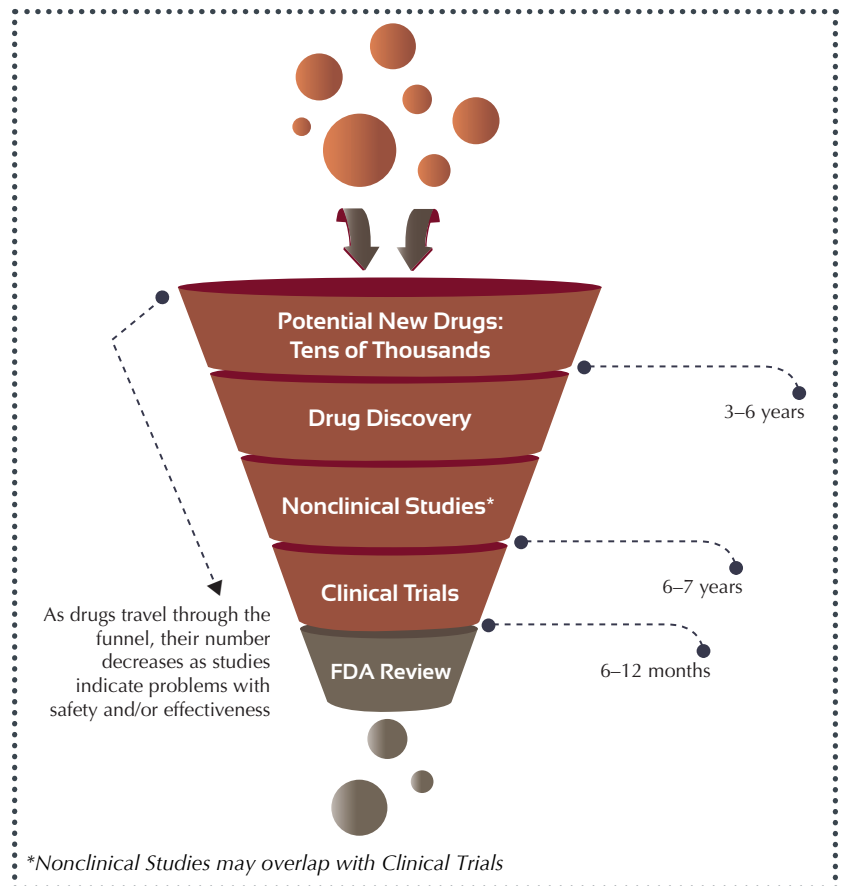 Potential New Drugs:
Tens of Thousands
3–6 years
Drug Discovery
Nonclinical Studies*
6–7 years
Clinical Trials
As drugs travel through the
funnel, their number
decreases as studies
indicate problems with
safety and/or effectiveness
6–12 months
FDA Review
*Nonclinical Studies may overlap with Clinical Trials